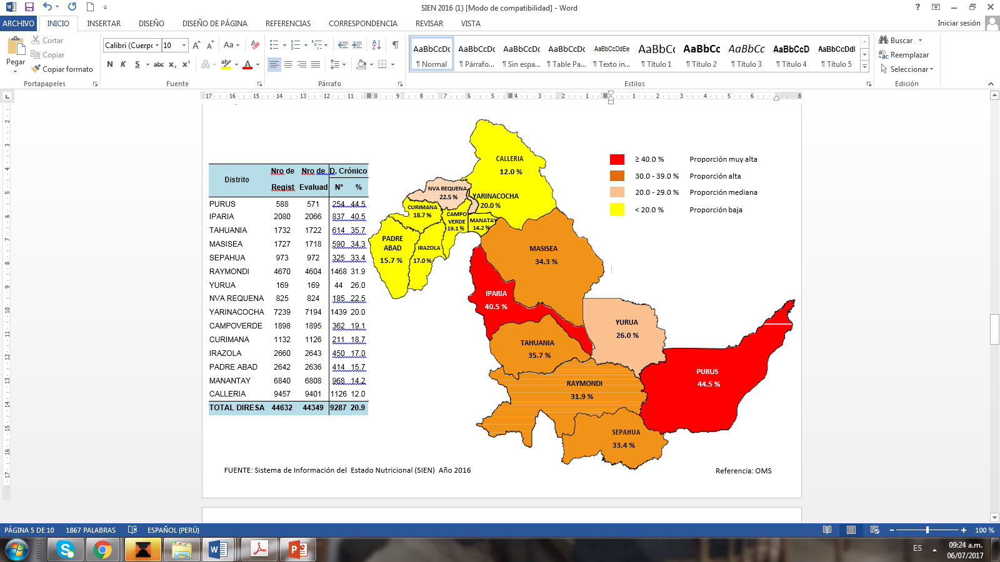 SIEN 2016 (1) [Modo de compatibilidad] - Word
ARCHIVO INICIO INSERTAR DISEÑO DISEÑO DE PÁGINA REFERENCIAS CORRESPONDENCIA REVISAR VISTA Iniciar sesión
Pegar
Cortar
Copiar
Copiar formato
Portapapeles
Calibri (Cuerpo 10
N K S abc x₂ x²
Fuente
Párrafo
AaBbCcDc AaBbCcDc AaBbCcDc AaBbCcDc AaBbCcDdEe AaBbCc AaBbCc AaBbCc AaBbCcD AaBbCcDdI
¶ Normal ¶ Párrafo... ¶ Sin espa... ¶ Table Pa... ¶ Texto in... ¶ Título 1 ¶ Título 2 ¶ Título 3 ¶ Título 4 ¶ Título 5
Estilos
Buscar
Reemplazar
Seleccionar
Edición
Distrito Nro de Regist Nro de Evaluad D. Crónico N° %
PURUS 588 571 254 44.5
IPARIA 2080 2066 837 40.5
TAHUANIA 1732 1722 614 35.7
MASISEA 1727 1718 590 34.3
SEPAHUA 973 972 325 33.4
RAYMONDI 4670 4604 1468 31.9
YURUA 169 169 44 26.0
NVA REQUENA 825 824 185 22.5
YARINACOCHA 7239 7194 1439 20.0
CAMPOVERDE 1898 1895 362 19.1
CURIMANA 1132 1126 211 18.7
IRAZOLA 2660 2643 450 17.0
PADRE ABAD 2642 2636 414 15.7
MANANTAY 6840 6808 968 14.2
CALLERIA 9457 9401 1126 12.0
TOTAL DIRESA 44632 44349 9287 20.9
CALLERIA
12.0 %
NVA REQUENA
22.5 %
YARINACOCHA
20.0 %
CURIMANA
18.7 %
CAMPO
VERDE
19.1 %
MANATAY
14.2 %
PADRE
ABAD
15.7 %
IRAZOLA
17.0 %
MASISEA
34.3 %
IPARIA
40.5 %
YURUA
26.0 %
TAHUANIA
35.7 %
PURUS
44.5 %
RAYMONDI
31.9 %
SEPAHUA
33.4 %
≥ 40.0 % Proporción muy alta
30.0 - 39.0 % Proporción alta
20.0 - 29.0 % Proporción mediana
< 20.0 % Proporción baja
FUENTE: Sistema de Información del Estado Nutricional (SIEN) Año 2016
Referencia: OMS
PÁGINA 5 DE 10 1867 PALABRAS ESPAÑOL (PERÚ) 100 %
ES 09:24 a.m.
06/07/2017